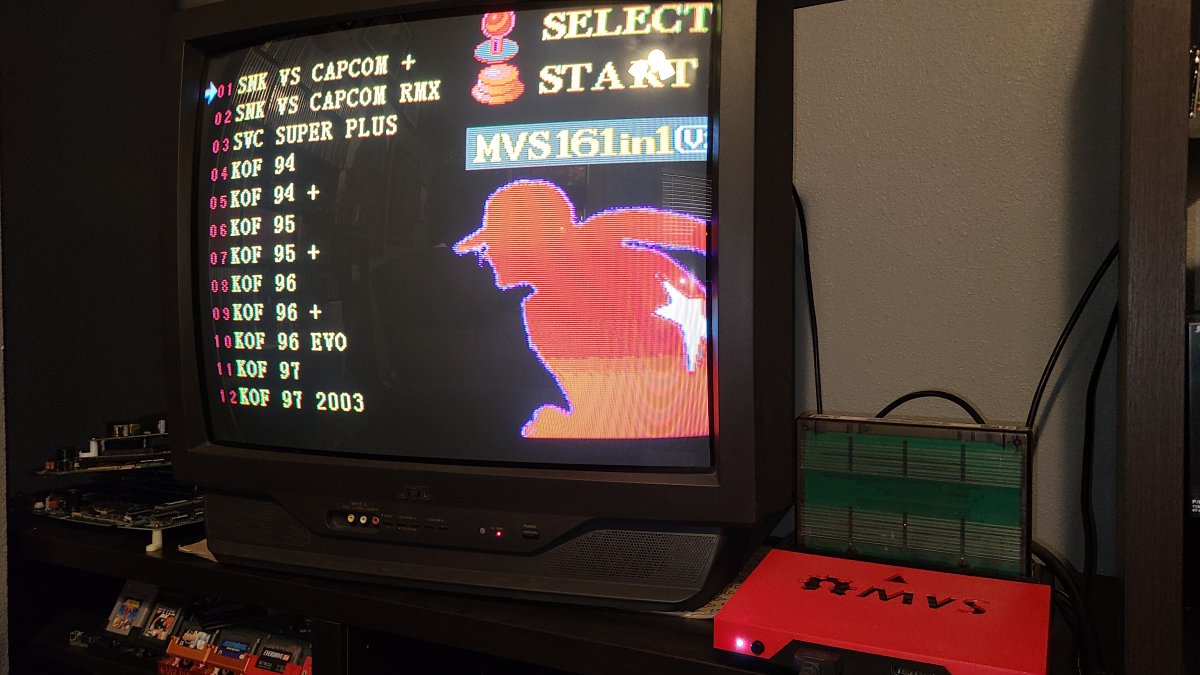 SELECT
START
MVS161in1
01 SNK VS CAPCOM +
02 SNK VS CAPCOM RMX
03 SVC SUPER PLUS
04 KOF 94
05 KOF 94 +
06 KOF 95
07 KOF 95 +
08 KOF 96
09 KOF 96 +
10 KOF 96 EVO
11 KOF 97
12 KOF 97 2003
JVC
ΩMVS